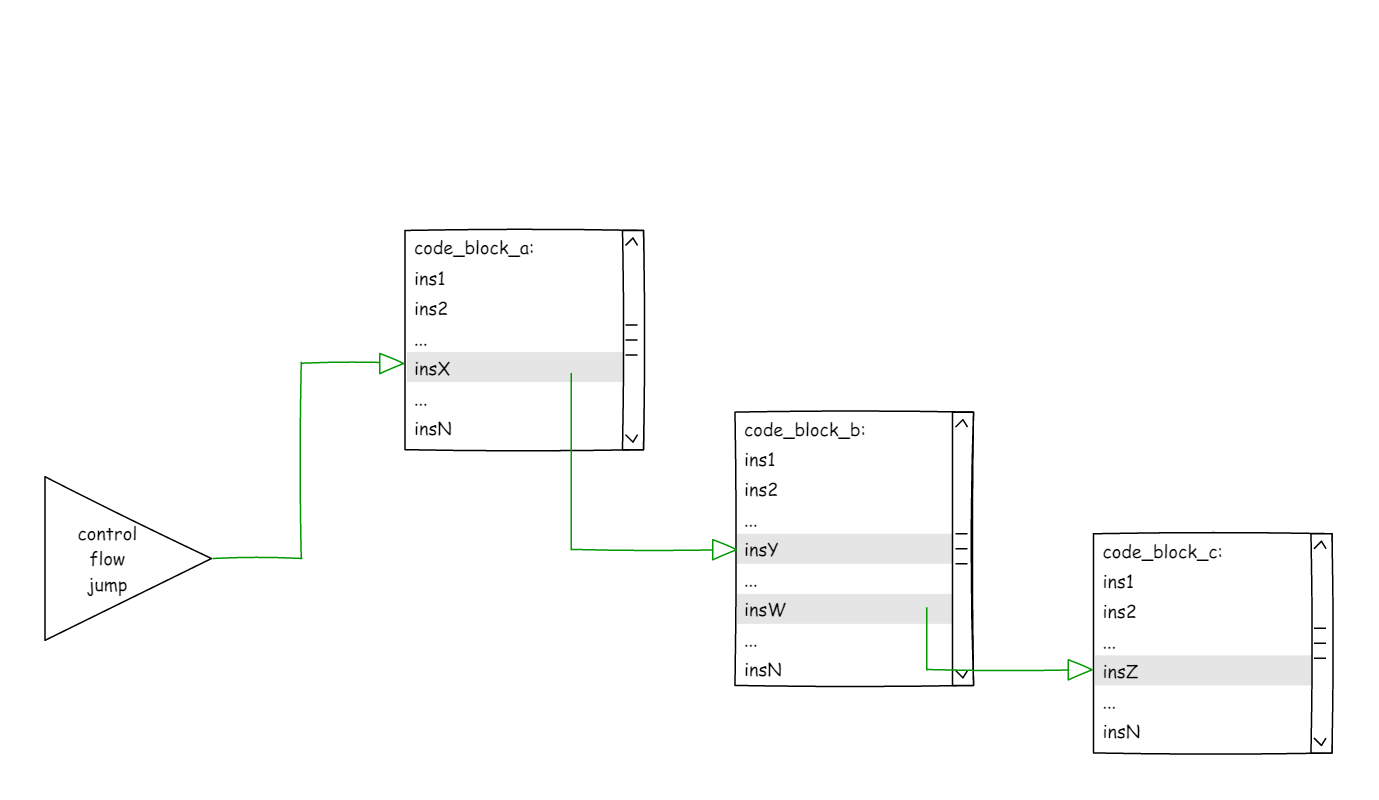 control
flow
jump
code_block_a:
ins1
ins2
...
insX
...
insN
code_block_b:
ins1
ins2
...
insY
...
insW
...
insN
code_block_c:
ins1
ins2
...
insZ
...
insN